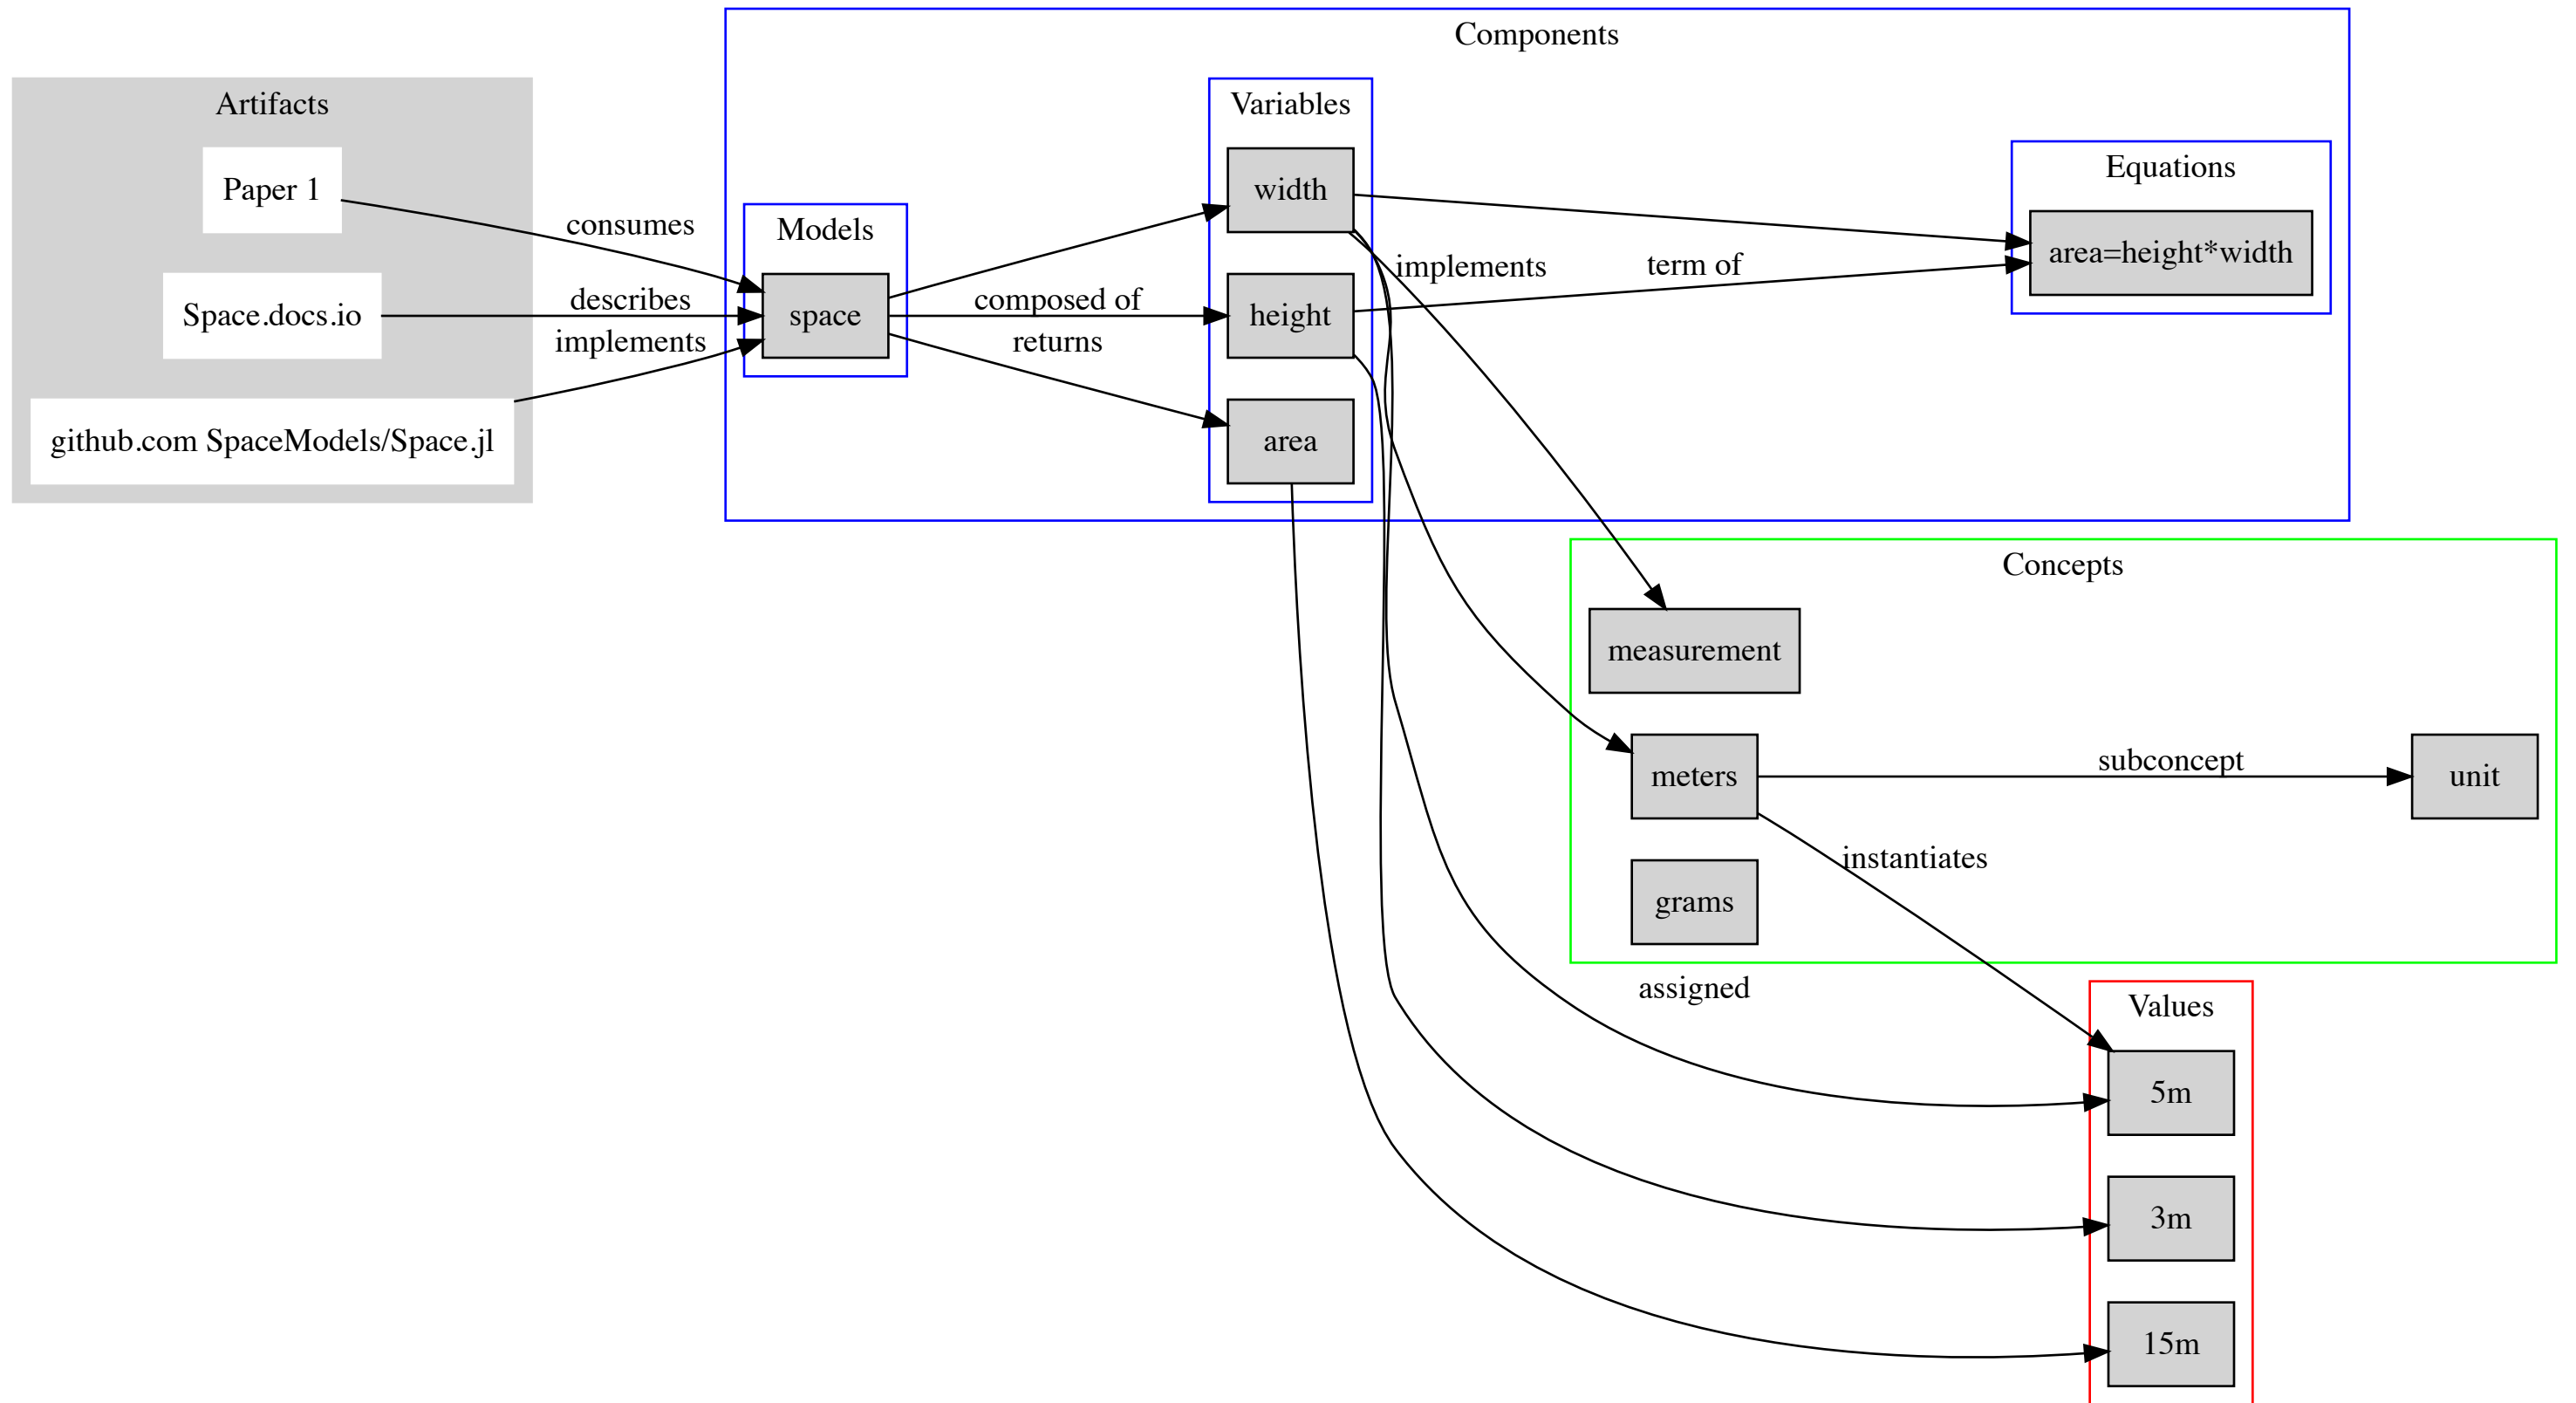 Components
Artifacts
Variables
Paper 1
width
Equations
consumes
Models
area=height*width
implements
term of
Space.docs.io
describes
space
composed of
height
implements
returns
github.com SpaceModels/Space.jl
area
Concepts
measurement
meters
subconcept
unit
instantiates
grams
assigned
Values
5m
3m
15m